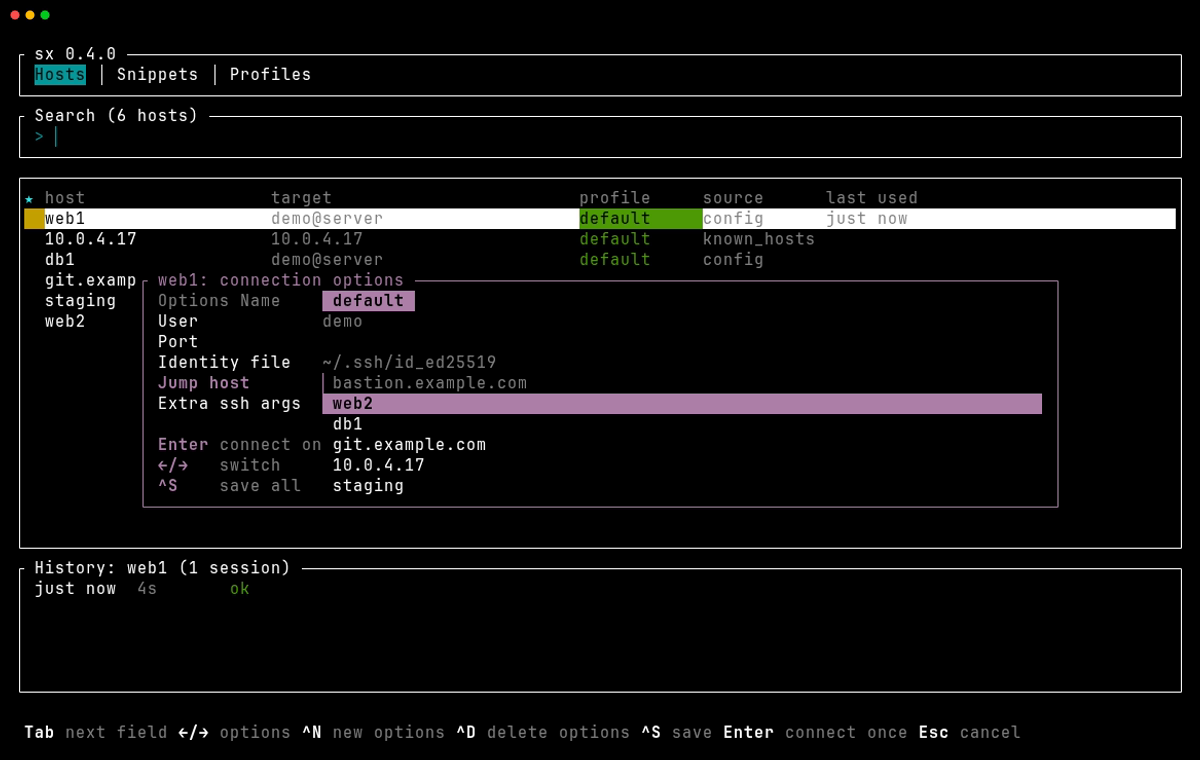 sx 0.4.0
Hosts │ Snippets │ Profiles
Search (6 hosts)
>
★ host target profile source last used
web1 demo@server default config just now
10.0.4.17 10.0.4.17 default known_hosts
db1 demo@server default config
git.examp
staging
web2
web1: connection options
Options Name default
User demo
Port
Identity file ~/.ssh/id_ed25519
Jump host bastion.example.com
Extra ssh args web2
db1
Enter connect on git.example.com
←/→ switch 10.0.4.17
^S save all staging
History: web1 (1 session)
just now 4s ok
Tab next field ←/→ options ^N new options ^D delete options ^S save Enter connect once Esc cancel